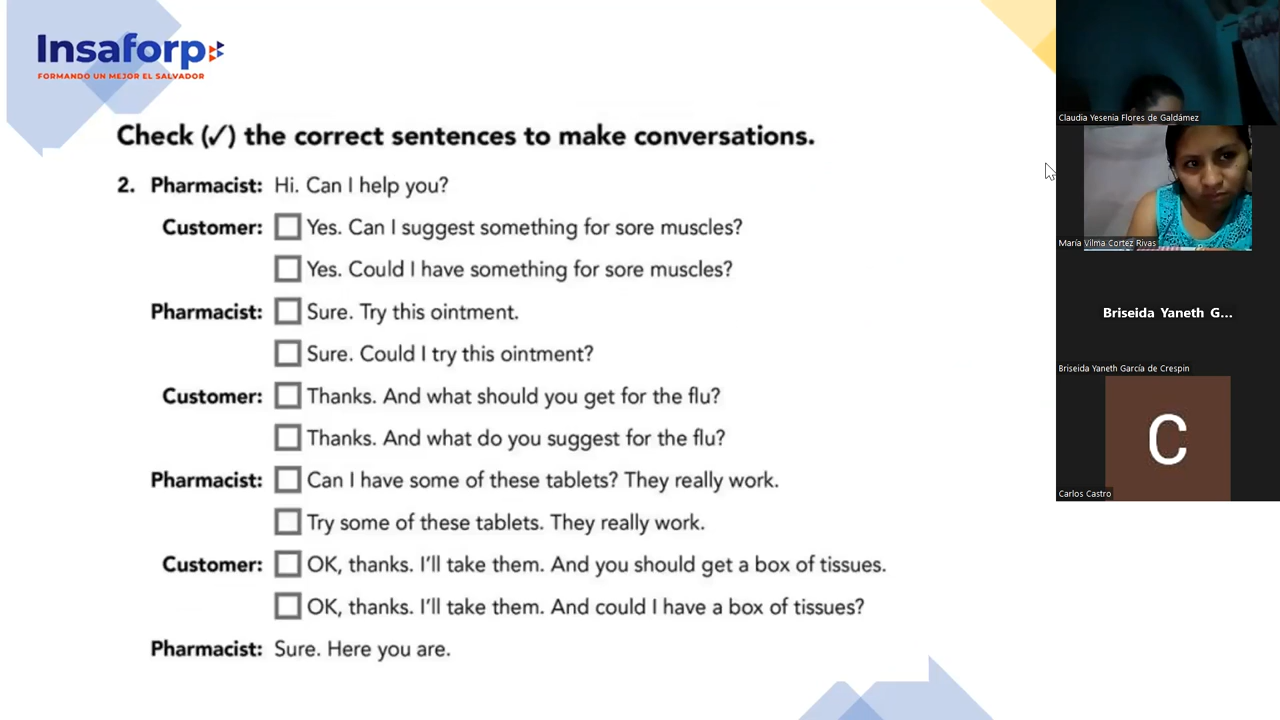 Insaforp
FORMANDO UN MEJOR EL SALVADOR
Check (✓) the correct sentences to make conversations.
2. Pharmacist: Hi. Can I help you?
Customer: Yes. Can I suggest something for sore muscles?
Yes. Could I have something for sore muscles?
Pharmacist: Sure. Try this ointment.
Sure. Could I try this ointment?
Customer: Thanks. And what should you get for the flu?
Thanks. And what do you suggest for the flu?
Pharmacist: Can I have some of these tablets? They really work.
Try some of these tablets. They really work.
Customer: OK, thanks. I'll take them. And you should get a box of tissues.
OK, thanks. I'll take them. And could I have a box of tissues?
Pharmacist: Sure. Here you are.
Claudia Yesenia Flores de Galdámez
María Vilma Cortez Rivas
Briseida Yaneth G...
Briseida Yaneth García de Crespin
C
Carlos Castro